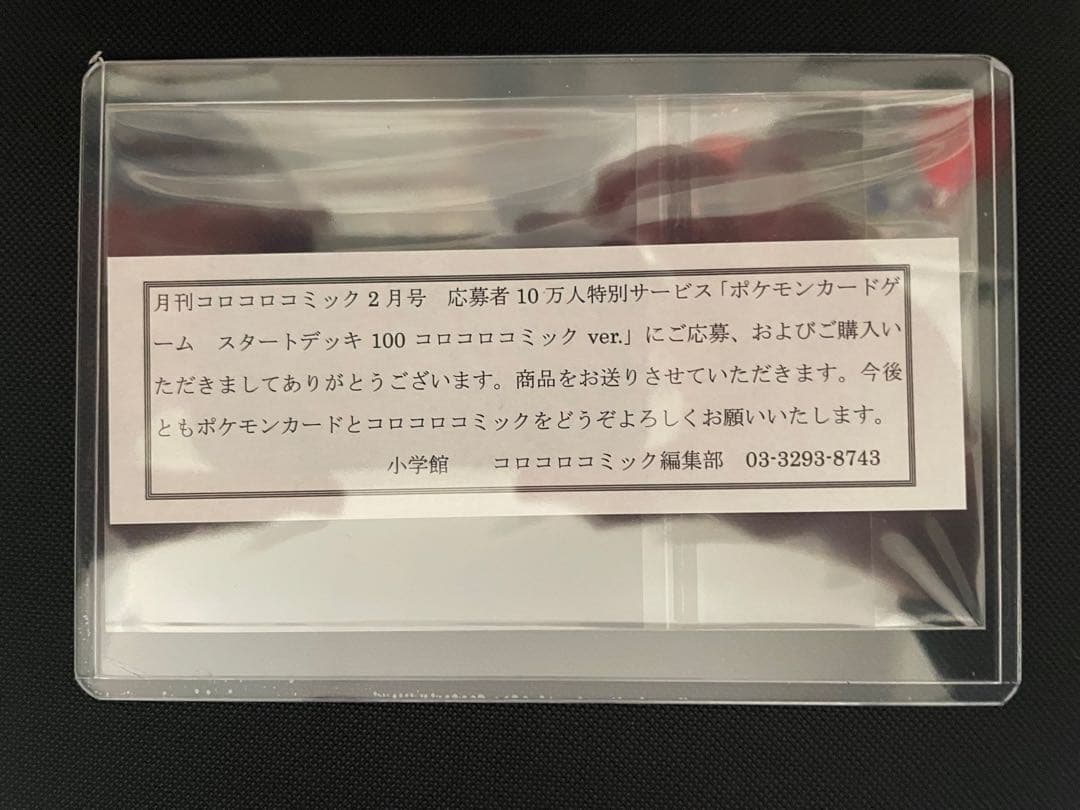 月刊コロコロコミック2月号　応募者10万人特別サービス「ポケモンカードゲ
ーム　スタートデッキ 100 コロコロコミック ver.」にご応募、およびご購入い
ただきましてありがとうございます。商品をお送りさせていただきます。今後
ともポケモンカードとコロコロコミックをどうぞよろしくお願いいたします。
小学館　　コロコロコミック編集部　03-3293-8743